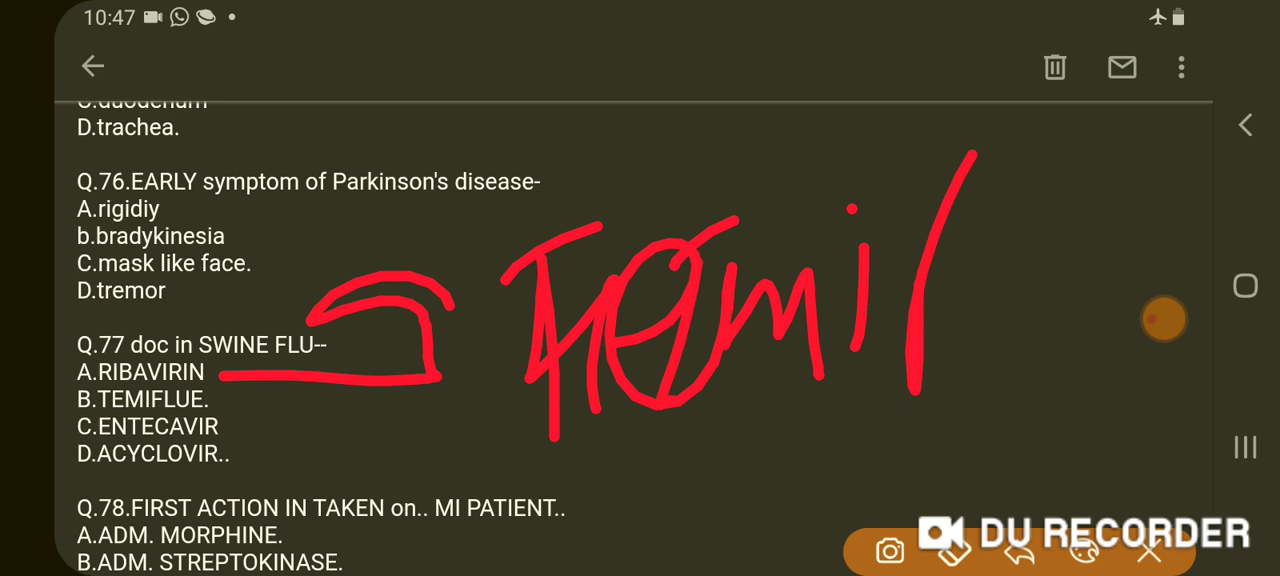 10:47
D.trachea.
Q.76.EARLY symptom of Parkinson's disease-
A.rigidiy
b.bradykinesia
C.mask like face.
D.tremor
Q.77 doc in SWINE FLU--
A.RIBAVIRIN
B.TEMIFLUE.
C.ENTECAVIR
D.ACYCLOVIR..
Q.78.FIRST ACTION IN TAKEN on.. MI PATIENT..
A.ADM. MORPHINE.
B.ADM. STREPTOKINASE.
DU RECORDER